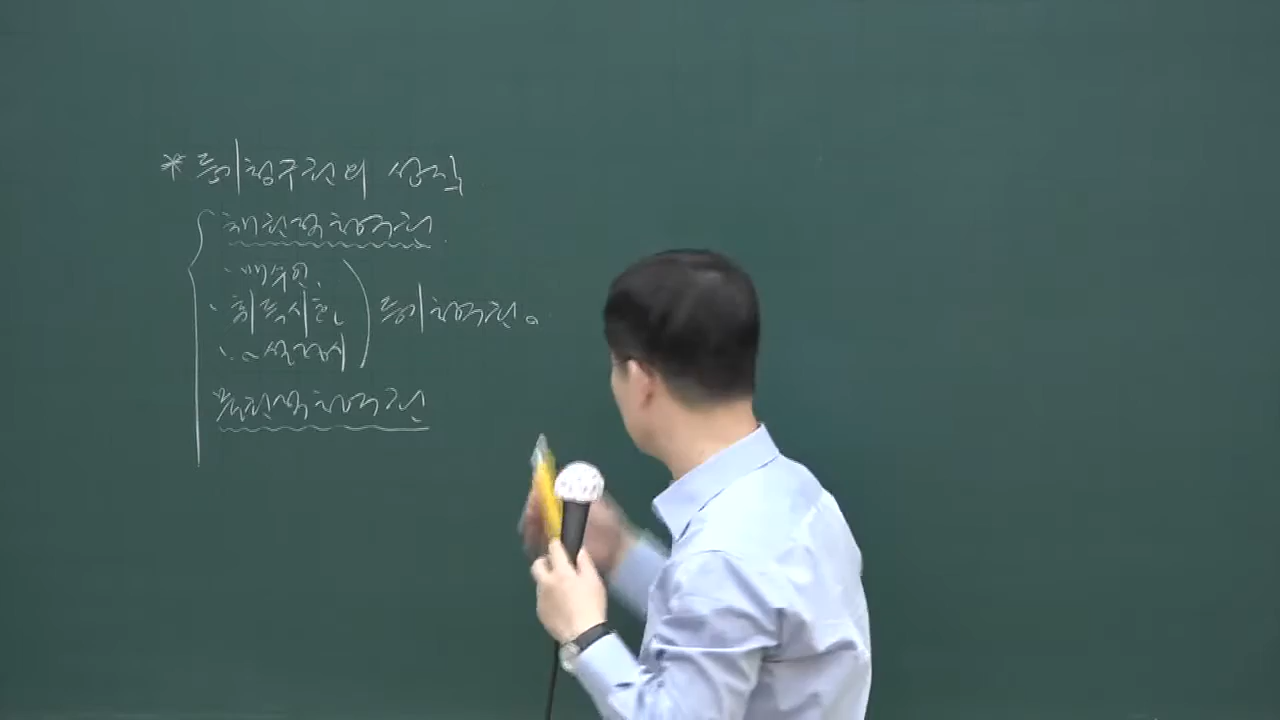 * 등기청구권의 성질
채권적청구권
· 매수인.
· 취득시효. ) 등기청구권.
물권적청구권